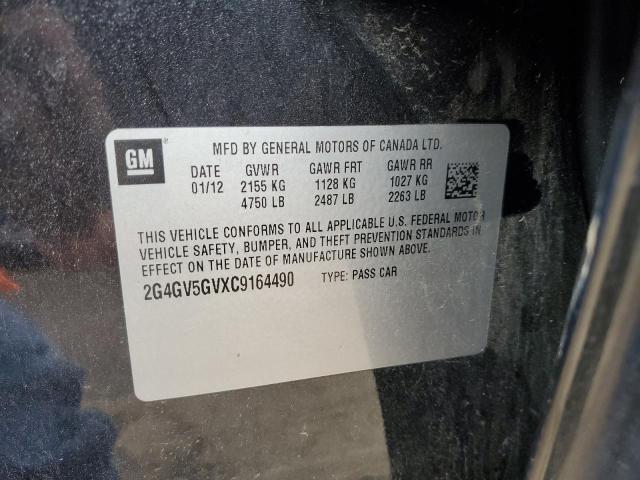 GM
MFD BY GENERAL MOTORS OF CANADA LTD.
DATE GVWR GAWR FRT GAWR RR
01/12 2155 KG 1128 KG 1027 KG
4750 LB 2487 LB 2263 LB
THIS VEHICLE CONFORMS TO ALL APPLICABLE U.S. FEDERAL MOTOR
VEHICLE SAFETY, BUMPER, AND THEFT PREVENTION STANDARDS IN
EFFECT ON THE DATE OF MANUFACTURE SHOWN ABOVE.
2G4GV5GVXC9164490 TYPE: PASS CAR